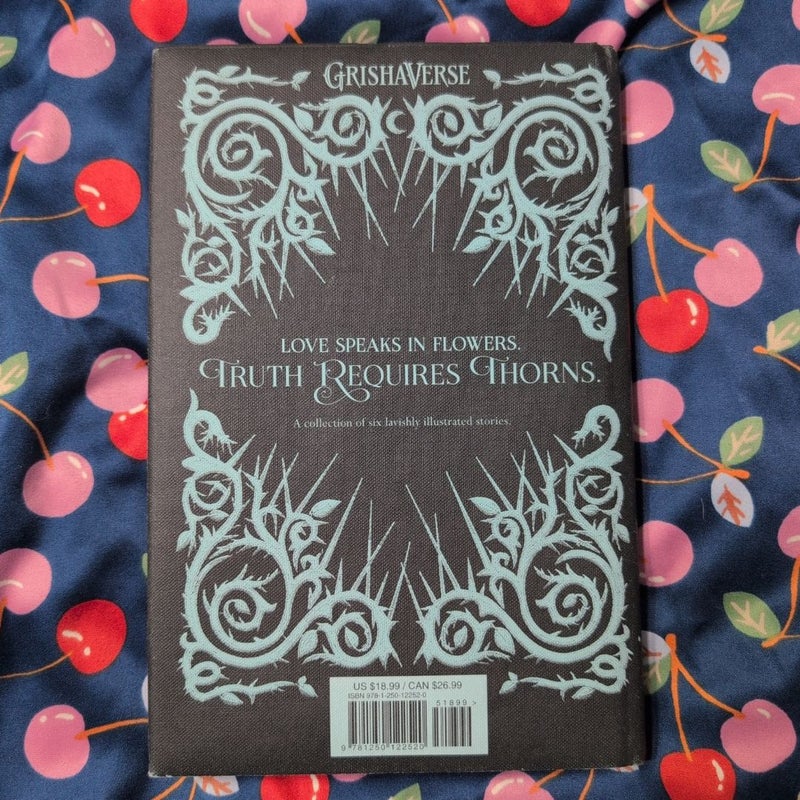 GRISHAVERSE
LOVE SPEAKS IN FLOWERS.
TRUTH REQUIRES THORNS.
A collection of six lavishly illustrated stories.
US $18.99 / CAN $26.99
ISBN 978-1-250-12252-0
51899>
9 781250 122520